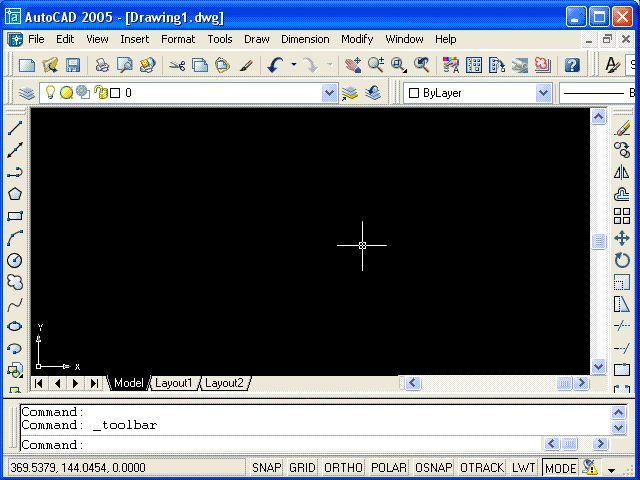 AutoCAD 2005 - [Drawing1.dwg]
File Edit View Insert Format Tools Draw Dimension Modify Window Help
0 ByLayer
Y
X
Model Layout1 Layout2
Command:
Command: _toolbar
Command:
369.5379, 144.0454, 0.0000 SNAP GRID ORTHO POLAR OSNAP OTRACK LWT MODE